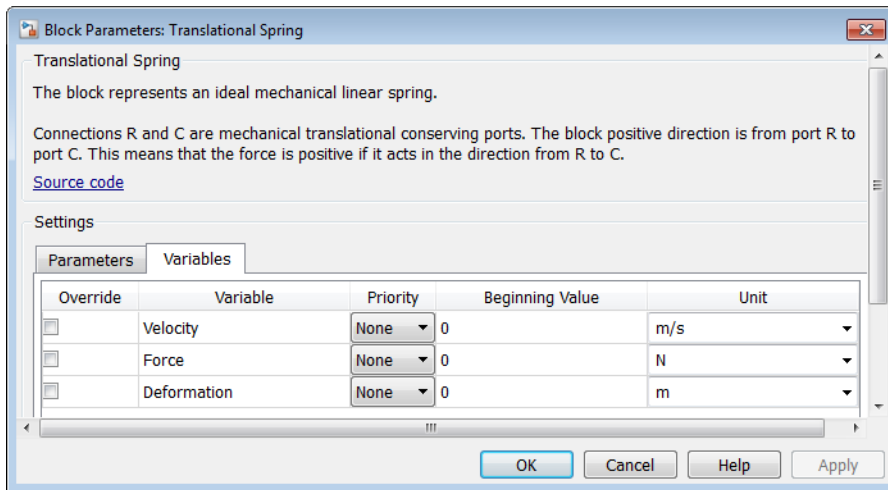 Block Parameters: Translational Spring
Translational Spring
The block represents an ideal mechanical linear spring.
Connections R and C are mechanical translational conserving ports. The block positive direction is from port R to
port C. This means that the force is positive if it acts in the direction from R to C.
Source code
Settings
Parameters Variables
Override Variable Priority Beginning Value Unit
Velocity None 0 m/s
Force None 0 N
Deformation None 0 m
OK Cancel Help Apply